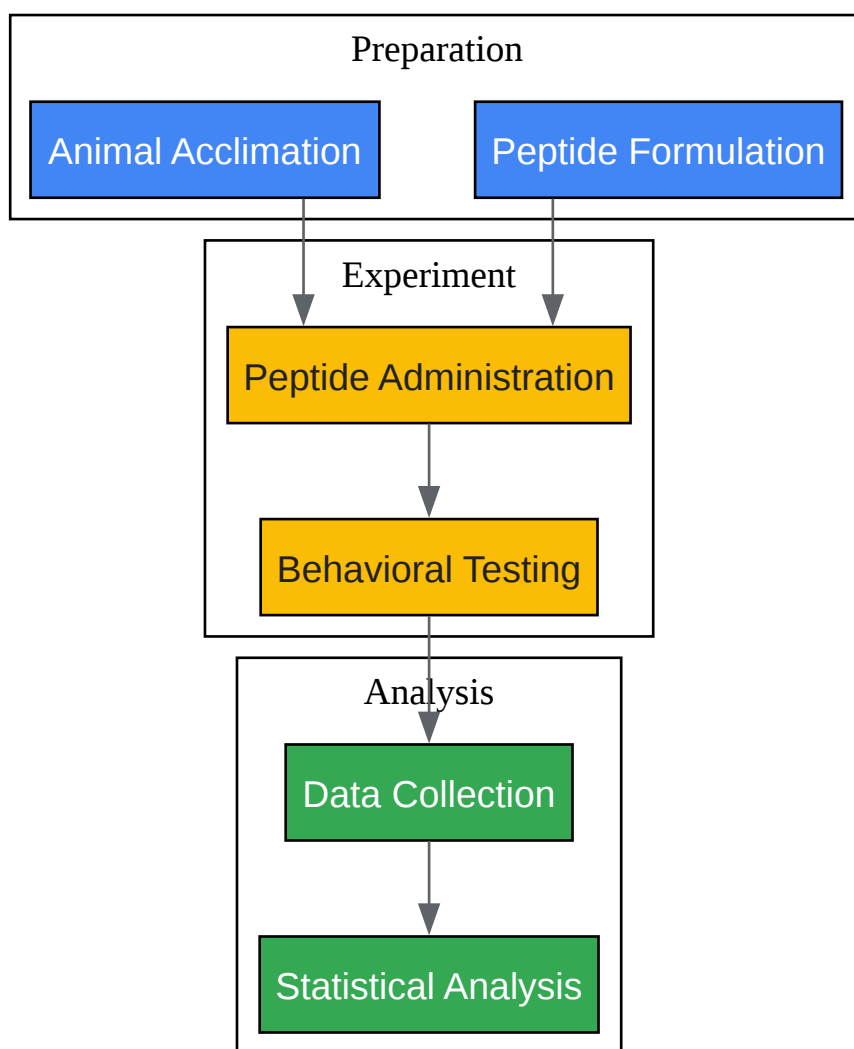 Preparation
Animal Acclimation
Peptide Formulation
Experiment
Peptide Administration
Behavioral Testing
Analysis
Data Collection
Statistical Analysis